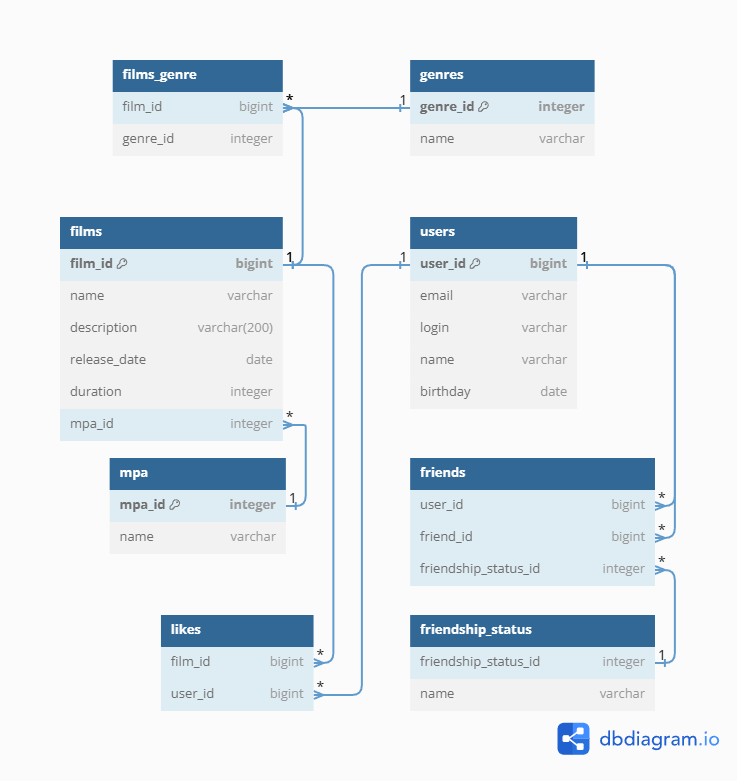 films_genre
film_id bigint
genre_id integer
* 1
genres
genre_id integer
name varchar
films
film_id bigint
name varchar
description varchar(200)
release_date date
duration integer
mpa_id integer
1
*
users
user_id bigint
email varchar
login varchar
name varchar
birthday date
1 1
mpa
mpa_id integer
name varchar
1
friends
user_id bigint
friend_id bigint
friendship_status_id integer
*
*
*
likes
film_id bigint
user_id bigint
*
*
friendship_status
friendship_status_id integer
name varchar
1
dbdiagram.io